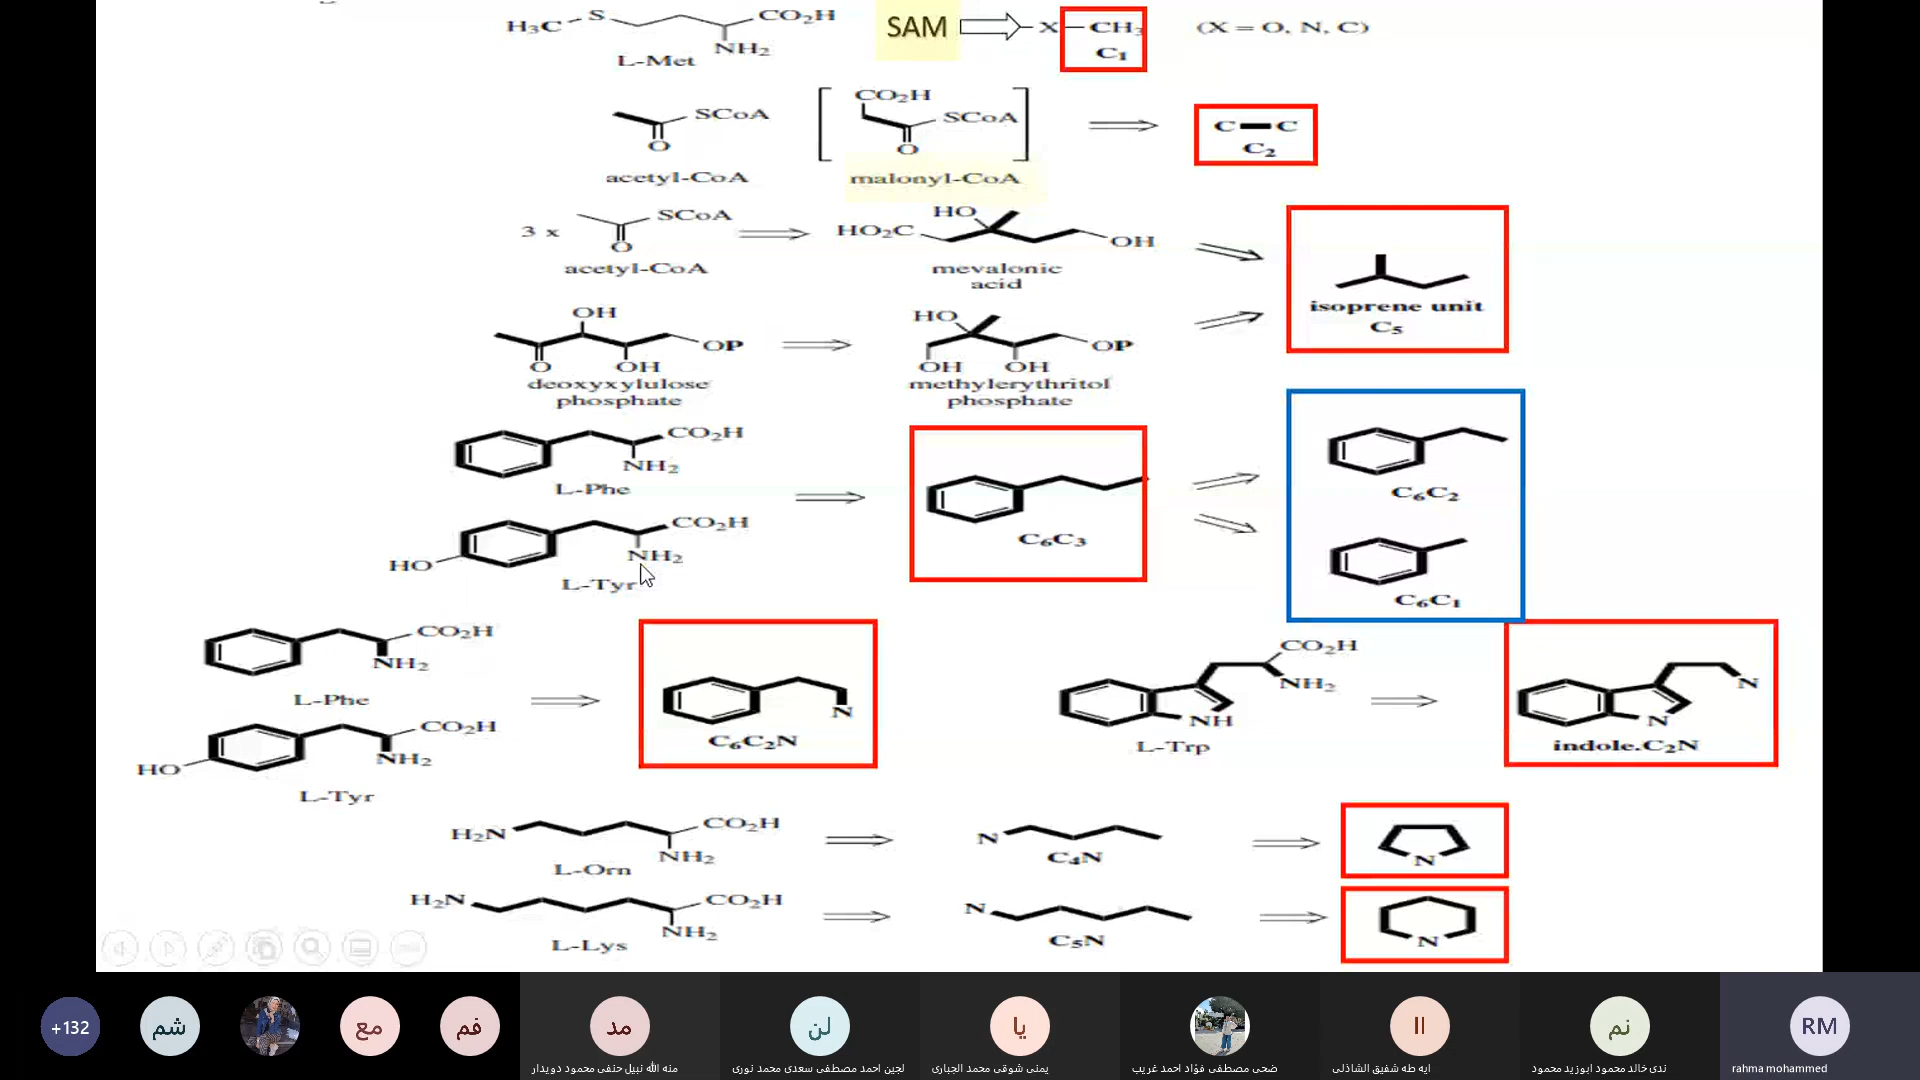 H₃C S CO₂H
NH₂
L-Met
SAM
X CH₃
C₁
(X = O, N, C)
SCoA
O
acetyl-CoA
CO₂H
SCoA
O
malonyl-CoA
C C
C₂
3 x
SCoA
O
acetyl-CoA
HO
HO₂C
OH
mevalonic
acid
isoprene unit
C₅
OH
OP
O OH
deoxyxylulose
phosphate
HO
OP
OH OH
methylerythritol
phosphate
CO₂H
NH₂
L-Phe
CO₂H
NH₂
HO
L-Tyr
C₆C₃
C₆C₂
C₆C₁
CO₂H
NH₂
L-Phe
CO₂H
NH₂
HO
L-Tyr
N
C₆C₂N
CO₂H
NH₂
NH
L-Trp
N
N
indole.C₂N
H₂N CO₂H
NH₂
L-Orn
N
C₄N
N
H₂N CO₂H
NH₂
L-Lys
N
C₅N
N
+132
شم
مع
فم
مد
منه الله نبيل حنفى محمود دويدار
لن
لجين احمد مصطفى سعدى محمد نورى
يا
يمنى شوقى محمد الجبارى
ضحى مصطفى فؤاد احمد غريب
اا
ايه طه شفيق الشاذلى
نم
ندى خالد محمود ابوزيد محمود
RM
rahma mohammed